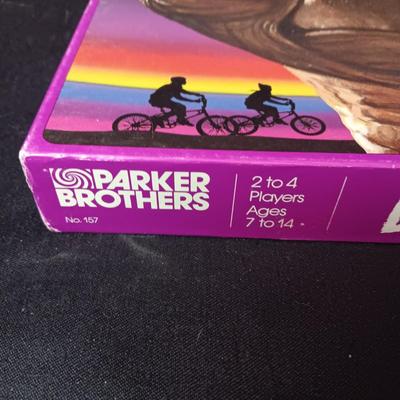 PARKER
BROTHERS
No. 157
2 to 4
Players
Ages
7 to 14